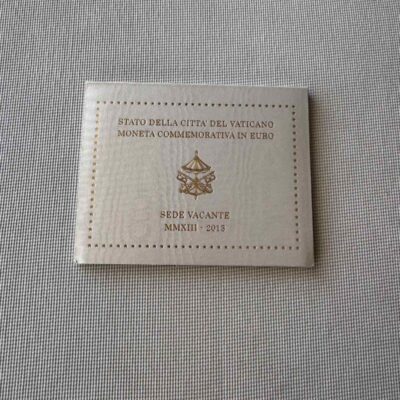 STATO DELLA CITTA' DEL VATICANO
MONETA COMMEMORATIVA IN EURO
SEDE VACANTE
MMXIII - 2013